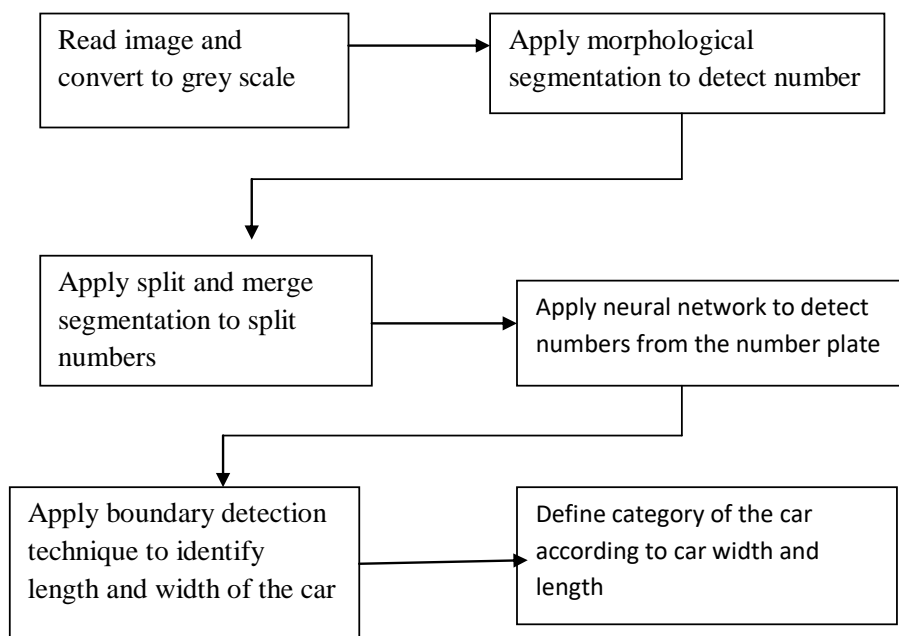 Read image and
convert to grey scale
Apply morphological
segmentation to detect number
Apply split and merge
segmentation to split
numbers
Apply neural network to detect
numbers from the number plate
Apply boundary detection
technique to identify
length and width of the car
Define category of the car
according to car width and
length